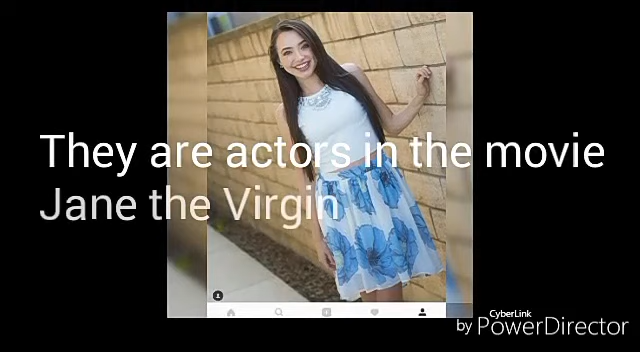 They are actors in the movie
Jane the Virgin
CyberLink
by PowerDirector